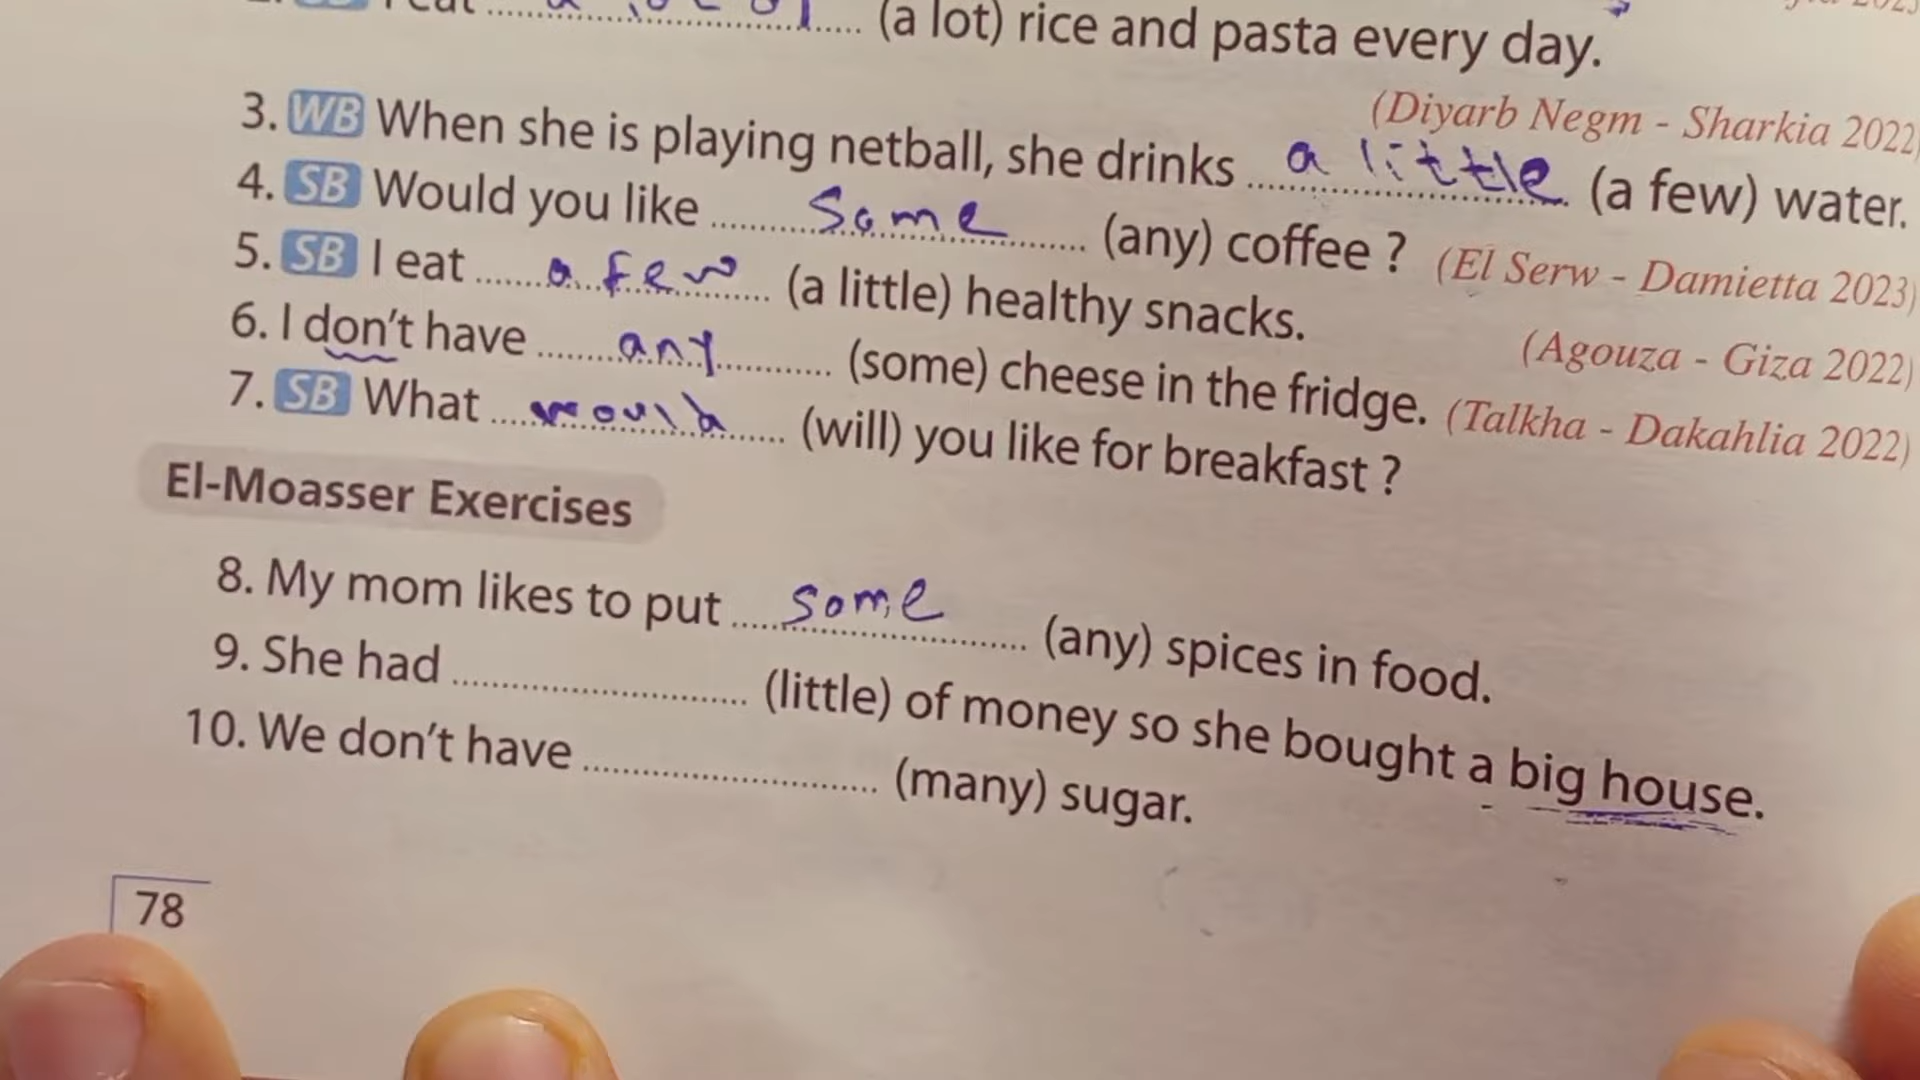 eat a lot of (a lot) rice and pasta every day.
(Diyarb Negm - Sharkia 2022)
3. WB When she is playing netball, she drinks a little (a few) water.
4. SB Would you like some (any) coffee ? (El Serw - Damietta 2023)
5. SB I eat a few (a little) healthy snacks. (Agouza - Giza 2022)
6. I don't have any (some) cheese in the fridge. (Talkha - Dakahlia 2022)
7. SB What would (will) you like for breakfast ?
El-Moasser Exercises
8. My mom likes to put some (any) spices in food.
9. She had (little) of money so she bought a big house.
10. We don't have (many) sugar.
78